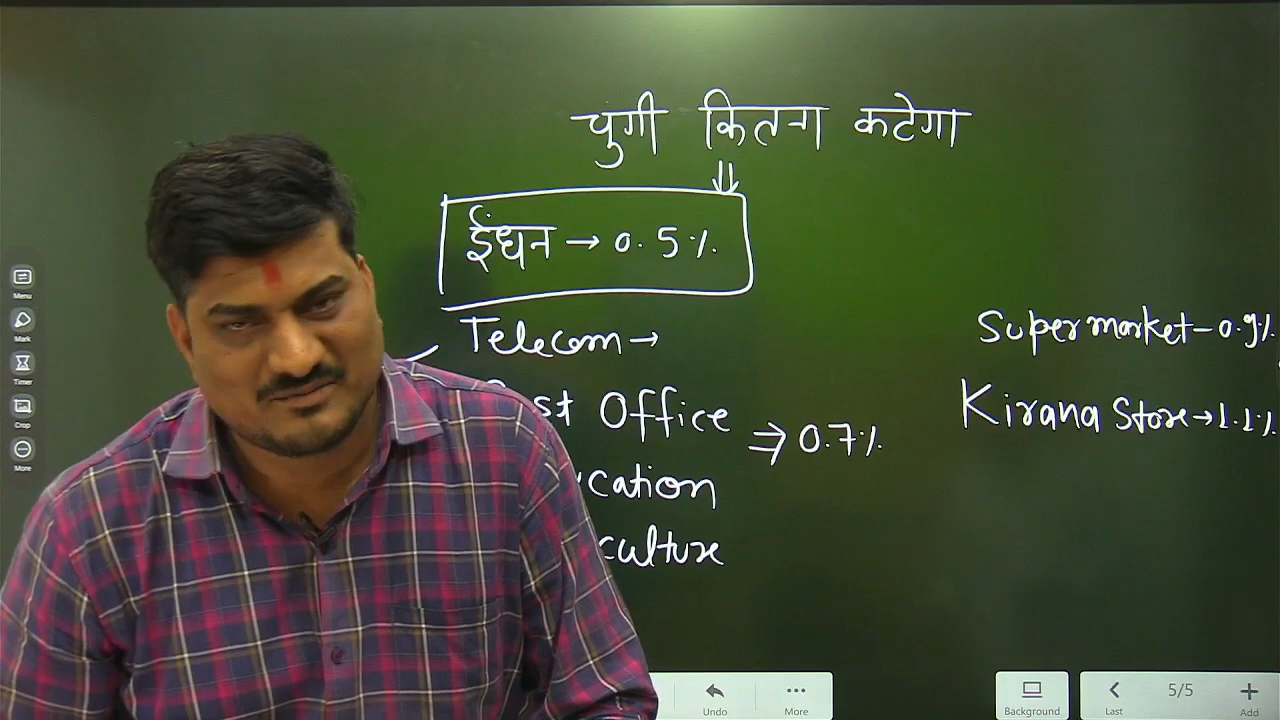 चुगी कितना कटेगा
ईंधन → 0.5%
Telecom →
st Office
⇒ 0.7%
cation
culture
Supermarket - 0.9%
Kirana Store → 1.1%
Menu
Mark
Timer
Crop
More
Undo
More
Background
Last
5/5
Add